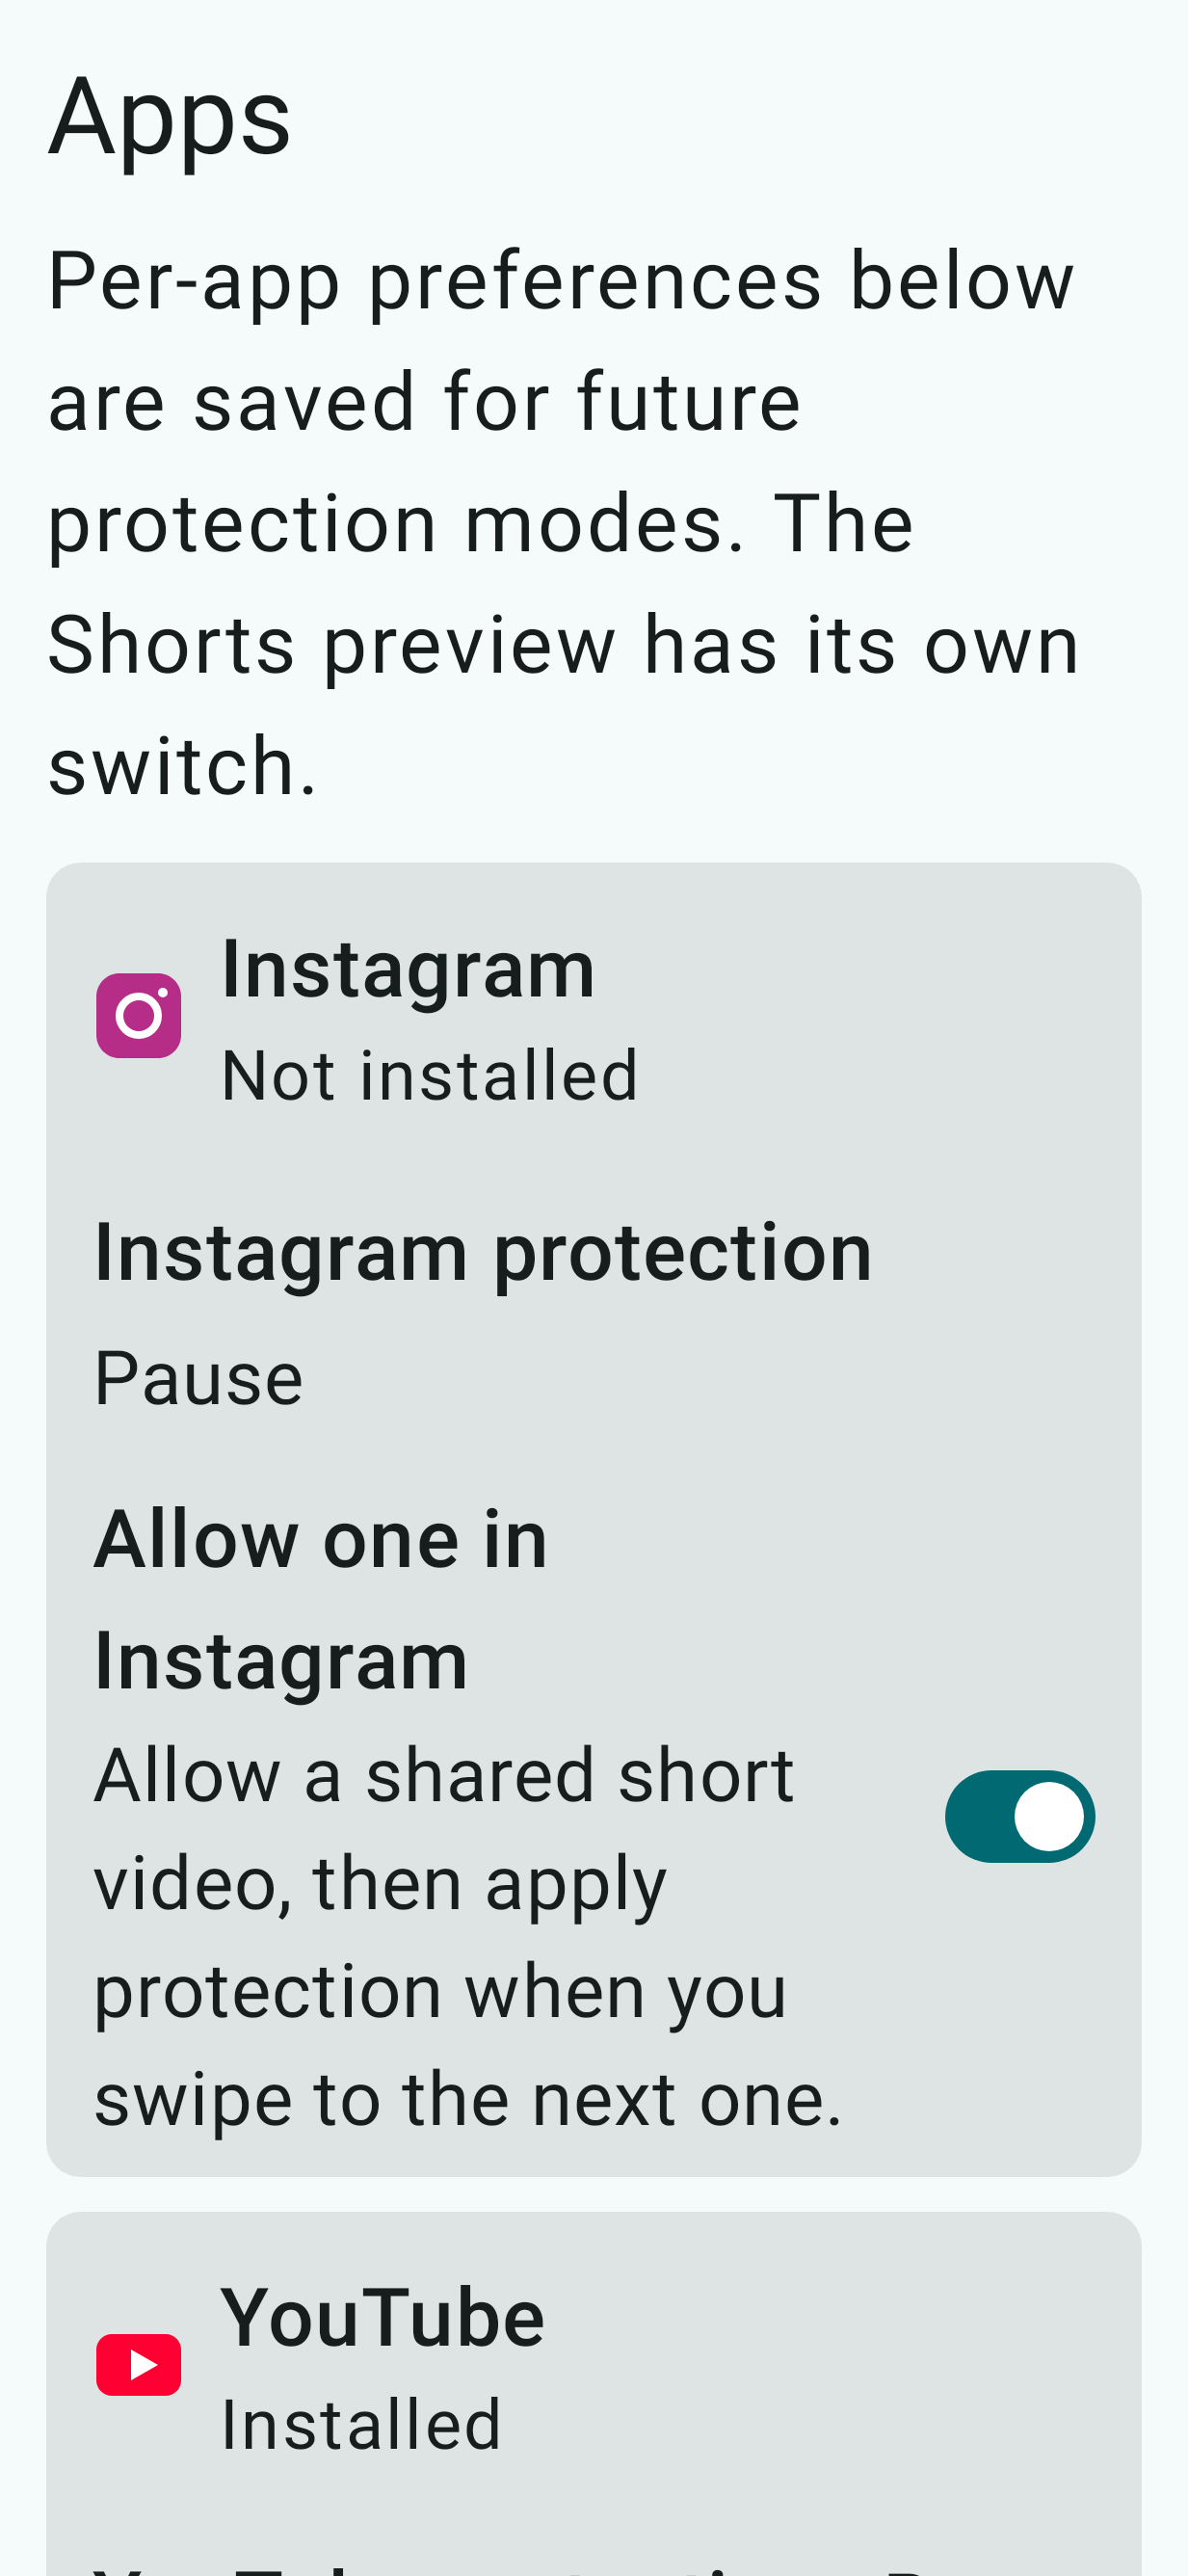 Apps
Per-app preferences below
are saved for future
protection modes. The
Shorts preview has its own
switch.
Instagram
Not installed
Instagram protection
Pause
Allow one in
Instagram
Allow a shared short
video, then apply
protection when you
swipe to the next one.
YouTube
Installed